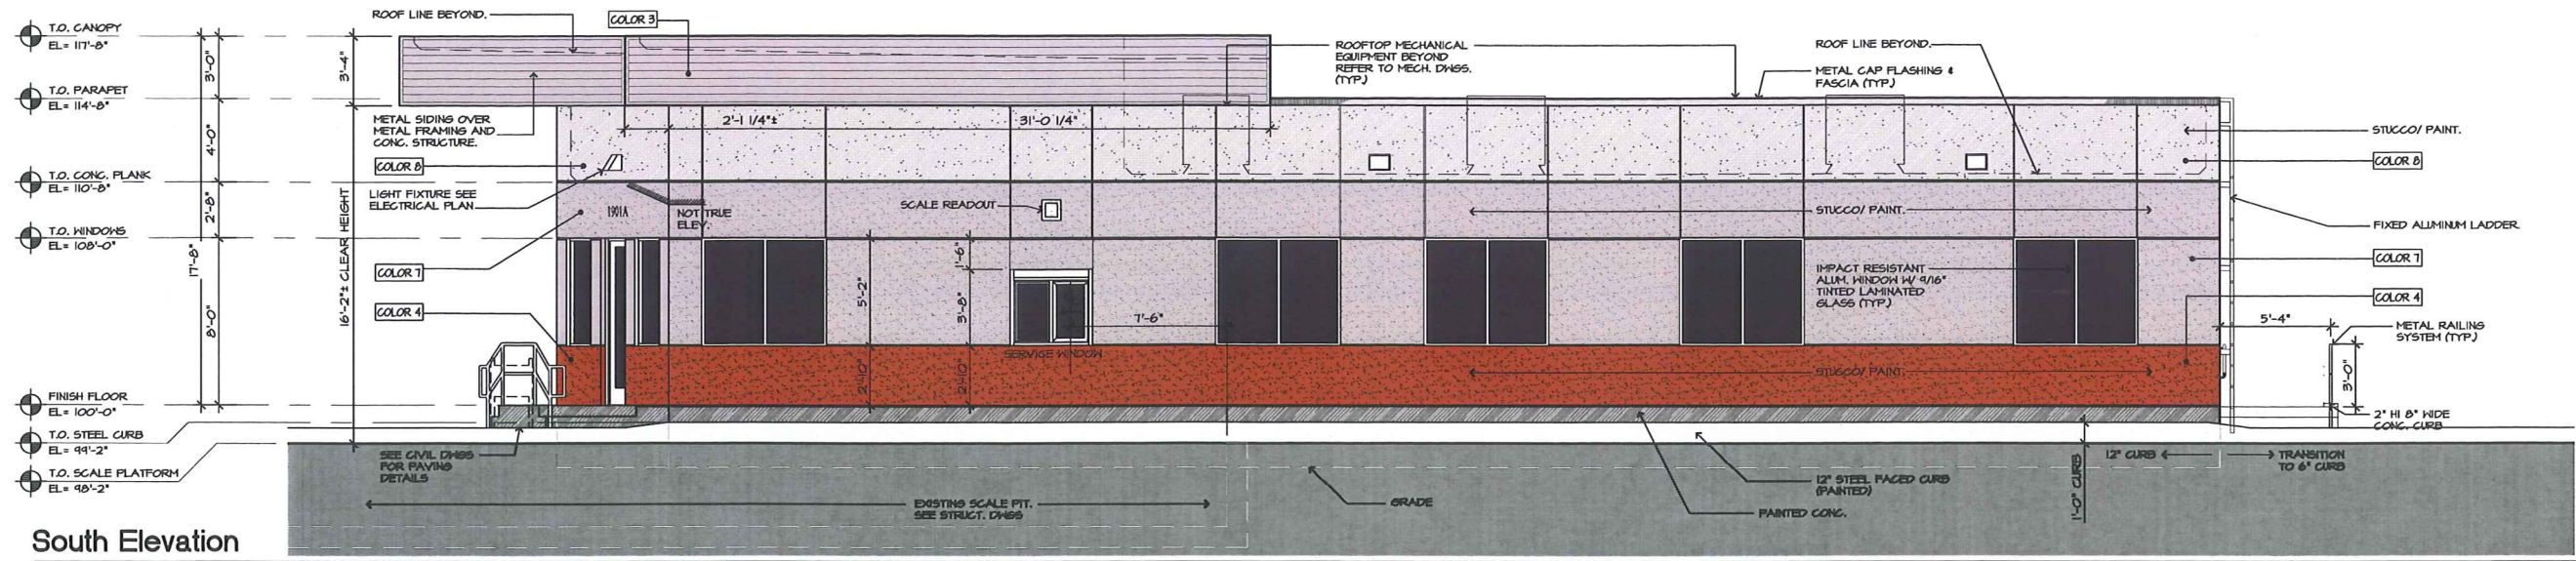 T.O. CANOPY
EL= 117'-8"
T.O. PARAPET
EL= 114'-8"
T.O. CONC. PLANK
EL= 110'-8"
T.O. WINDOWS
EL= 108'-0"
FINISH FLOOR
EL= 100'-0"
T.O. STEEL CURB
EL= 99'-2"
T.O. SCALE PLATFORM
EL= 98'-2"
3'-0"
4'-0"
2'-8"
17'-8"
8'-0"
3'-4"
16'-2"± CLEAR HEIGHT
ROOF LINE BEYOND.
COLOR 3
METAL SIDING OVER
METAL FRAMING AND
CONC. STRUCTURE.
COLOR 8
LIGHT FIXTURE SEE
ELECTRICAL PLAN
COLOR 7
COLOR 4
1901A
NOT TRUE
ELEV.
2'-1 1/4"±
31'-0 1/4"
SCALE READOUT
5'-2"
2'-10"
1'-6"
3'-8"
2'-10"
7'-6"
SERVICE WINDOW
ROOFTOP MECHANICAL
EQUIPMENT BEYOND
REFER TO MECH. DWGS.
(TYP.)
ROOF LINE BEYOND.
METAL CAP FLASHING &
FASCIA (TYP.)
STUCCO/ PAINT.
IMPACT RESISTANT
ALUM. WINDOW W/ 9/16"
TINTED LAMINATED
GLASS (TYP.)
STUCCO/ PAINT.
STUCCO/ PAINT.
COLOR 8
FIXED ALUMINUM LADDER
COLOR 7
COLOR 4
5'-4"
METAL RAILING
SYSTEM (TYP.)
3'-0"
2" HI 8" WIDE
CONC. CURB
12" CURB
TRANSITION
TO 6" CURB
1'-0" CURB
SEE CIVIL DWGS
FOR PAVING
DETAILS
EXISTING SCALE PIT.
SEE STRUCT. DWGS
GRADE
12" STEEL FACED CURB
(PAINTED)
PAINTED CONC.
South Elevation